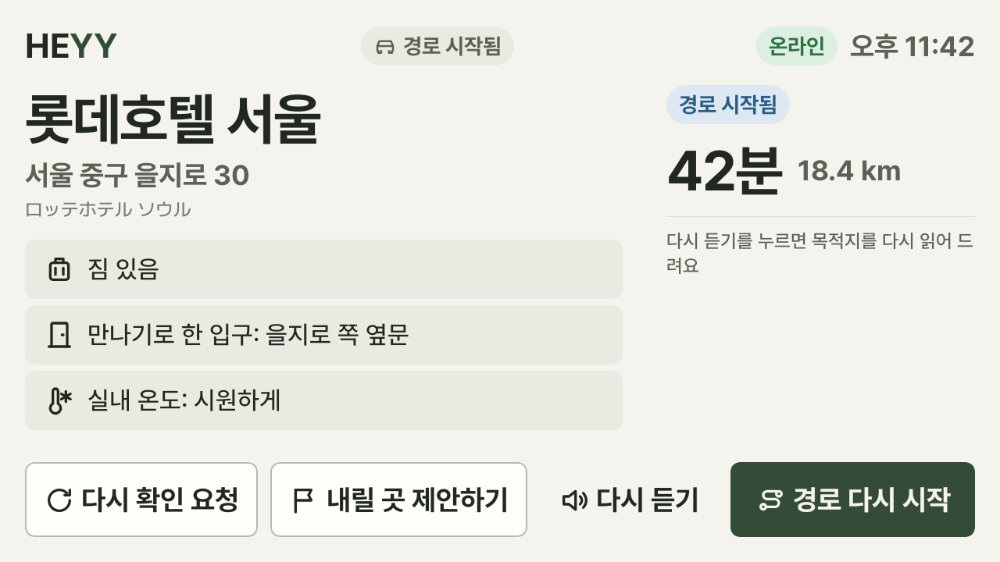 HEYY
경로 시작됨
온라인
오후 11:42
롯데호텔 서울
서울 중구 을지로 30
ロッテホテル ソウル
경로 시작됨
42분 18.4 km
다시 듣기를 누르면 목적지를 다시 읽어 드
려요
짐 있음
만나기로 한 입구: 을지로 쪽 옆문
실내 온도: 시원하게
다시 확인 요청
내릴 곳 제안하기
다시 듣기
경로 다시 시작